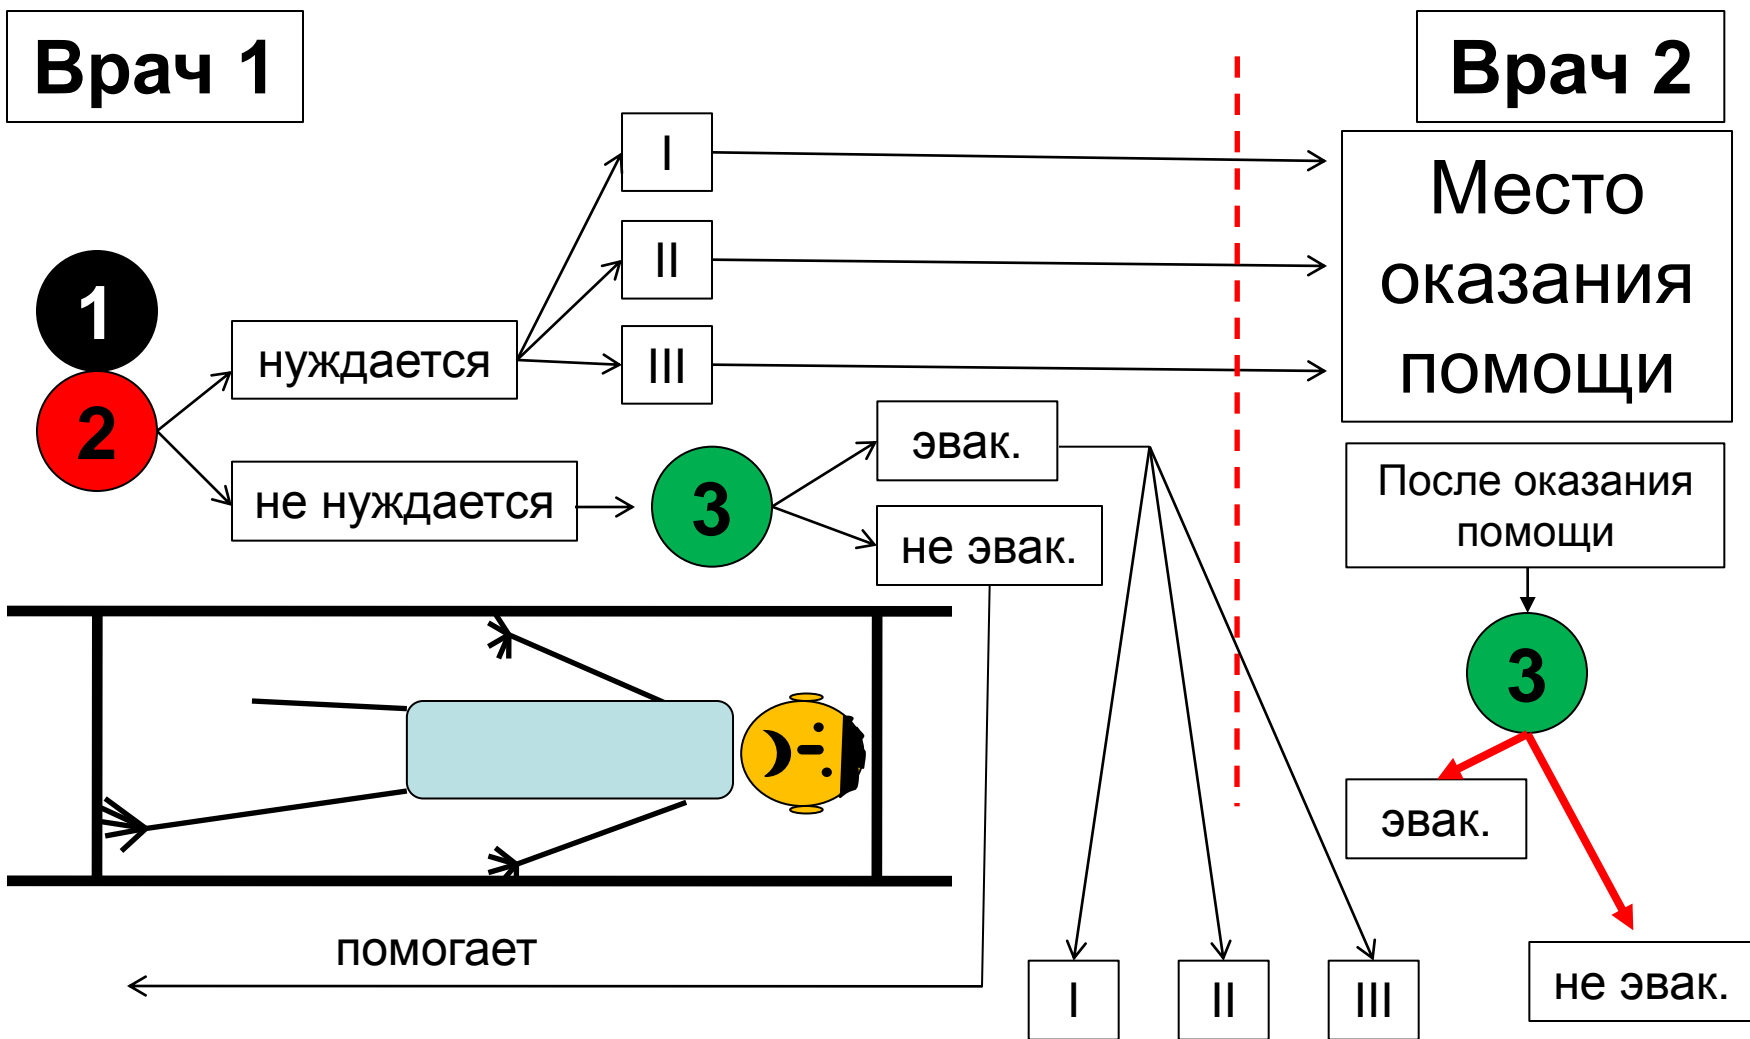 Врач 1
Врач 2
I
II
III
Место
оказания
помощи
1
2
нуждается
не нуждается
3
эвак.
не эвак.
После оказания
помощи
3
эвак.
не эвак.
помогает
I
II
III